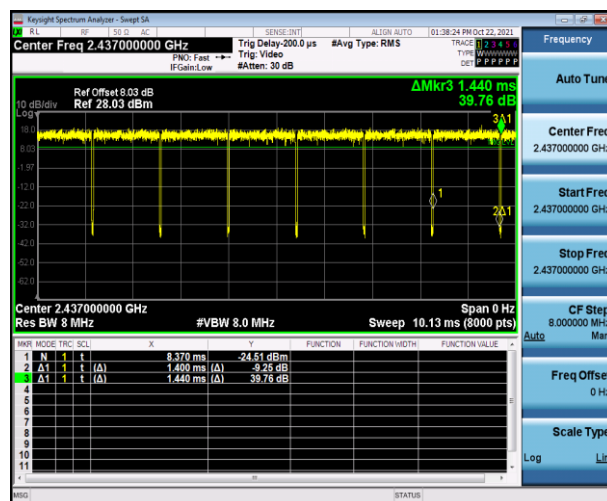 Keysight Spectrum Analyzer - Swept SA
RL RF 50 Ω AC SENSE:INT ALIGN AUTO 01:38:24 PM Oct 22, 2021
Center Freq 2.437000000 GHz
PNO: Fast
IFGain:Low
Trig Delay-200.0 µs
Trig: Video
#Atten: 30 dB
#Avg Type: RMS
TRACE 1 2 3 4 5 6
TYPE
DET P P P P P P
Frequency
Auto Tune
Center Freq
2.437000000 GHz
Start Freq
2.437000000 GHz
Stop Freq
2.437000000 GHz
CF Step
8.000000 MHz
Auto Man
Freq Offset
0 Hz
Scale Type
Log Lin
Ref Offset 8.03 dB
Ref 28.03 dBm
10 dB/div
Log
ΔMkr3 1.440 ms
39.76 dB
3Δ1
18.0
8.03
-1.97
-12.0
-22.0
-32.0
-42.0
-52.0
-62.0
1
2Δ1
Center 2.437000000 GHz
Res BW 8 MHz
#VBW 8.0 MHz
Span 0 Hz
Sweep 10.13 ms (8000 pts)
MKR MODE TRC SCL X Y FUNCTION FUNCTION WIDTH FUNCTION VALUE
1 N 1 t 8.370 ms -24.51 dBm
2 Δ1 1 t (Δ) 1.400 ms (Δ) -9.25 dB
3 Δ1 1 t (Δ) 1.440 ms (Δ) 39.76 dB
4
5
6
7
8
9
10
11
MSG STATUS